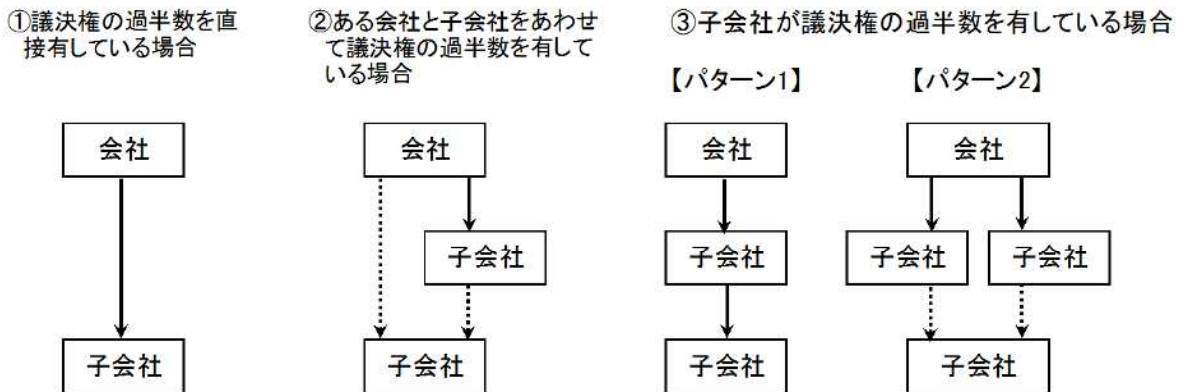 ①議決権の過半数を直
接有している場合
②ある会社と子会社をあわせ
て議決権の過半数を有して
いる場合
③子会社が議決権の過半数を有している場合
【パターン1】
【パターン2】
会社
会社
会社
会社
子会社
子会社
子会社
子会社
子会社
子会社
子会社
子会社